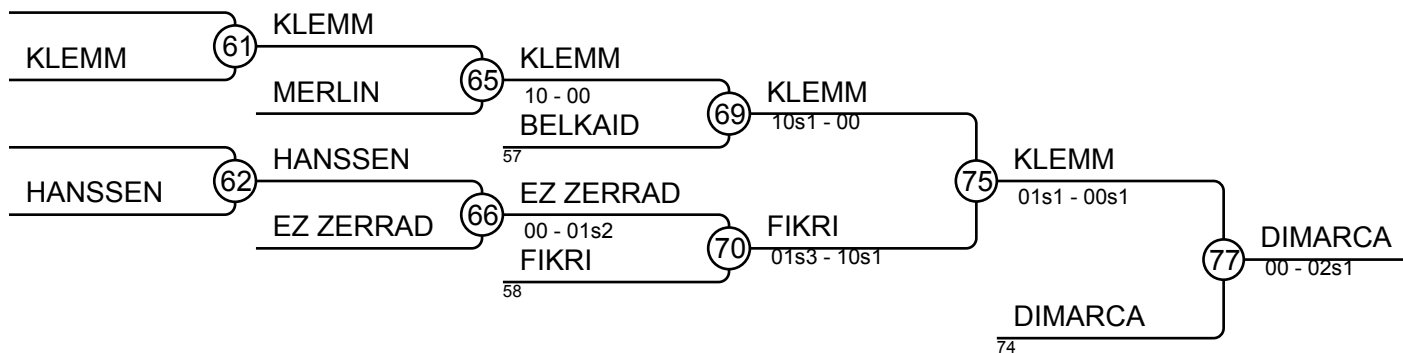 KLEMM
61
KLEMM
MERLIN
65
KLEMM
10 - 00
BELKAID
57
69
KLEMM
10s1 - 00
HANSSEN
62
HANSSEN
EZ ZERRAD
66
EZ ZERRAD
00 - 01s2
FIKRI
58
70
FIKRI
01s3 - 10s1
75
KLEMM
01s1 - 00s1
DIMARCA
74
77
DIMARCA
00 - 02s1